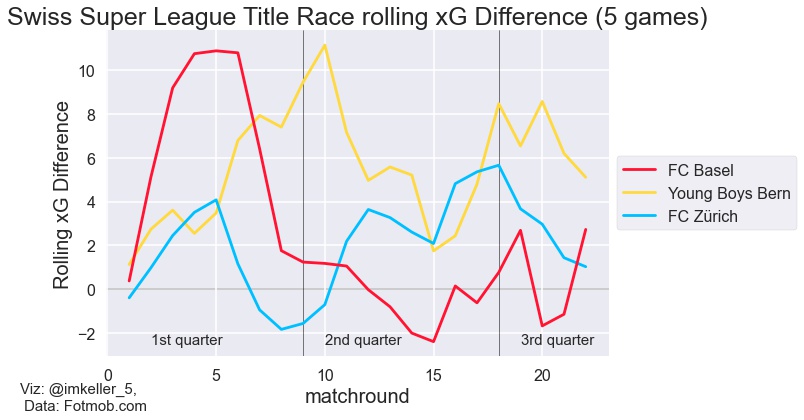 Swiss Super League Title Race rolling xG Difference (5 games)
Rolling xG Difference
10
8
6
4
2
0
−2
1st quarter
2nd quarter
3rd quarter
0
5
10
15
20
matchround
FC Basel
Young Boys Bern
FC Zürich
Viz: @imkeller_5,
Data: Fotmob.com